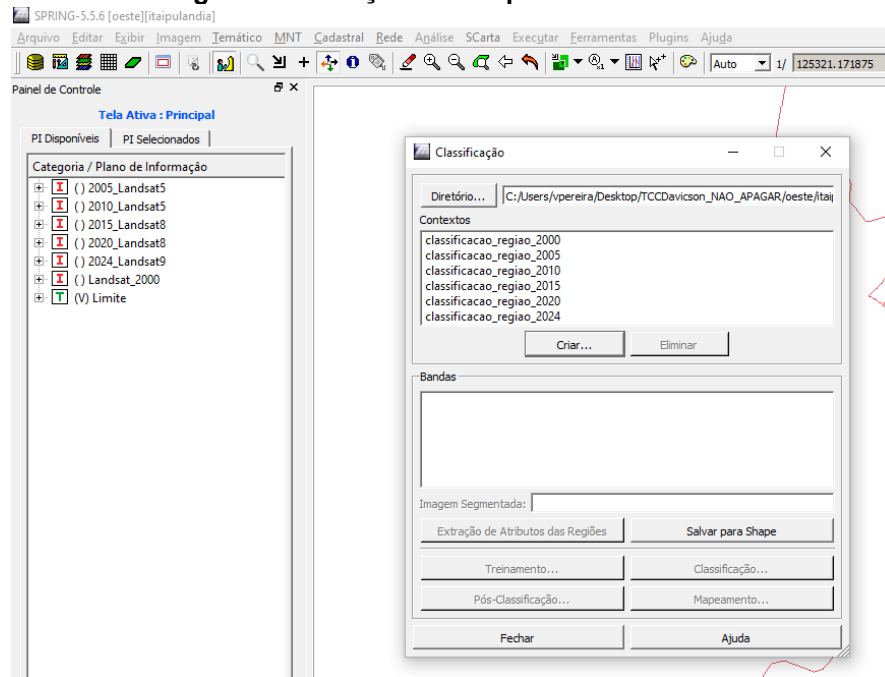 SPRING-5.5.6 [oeste][itaipulandia]
Arquivo Editar Exibir Imagem Temático MNT Cadastral Rede Análise SCarta Executar Ferramentas Plugins Ajuda
Auto 1/ 125321.171875
Painel de Controle
Tela Ativa : Principal
PI Disponíveis PI Selecionados
Categoria / Plano de Informação
( ) 2005_Landsat5
( ) 2010_Landsat5
( ) 2015_Landsat8
( ) 2020_Landsat8
( ) 2024_Landsat9
( ) Landsat_2000
(V) Limite
Classificação
Diretório... C:/Users/vpereira/Desktop/TCCDavicson_NAO_APAGAR/oeste/itaip
Contextos
classificacao_regiao_2000
classificacao_regiao_2005
classificacao_regiao_2010
classificacao_regiao_2015
classificacao_regiao_2020
classificacao_regiao_2024
Criar... Eliminar
Bandas
Imagem Segmentada:
Extração de Atributos das Regiões Salvar para Shape
Treinamento... Classificação...
Pós-Classificação... Mapeamento...
Fechar Ajuda